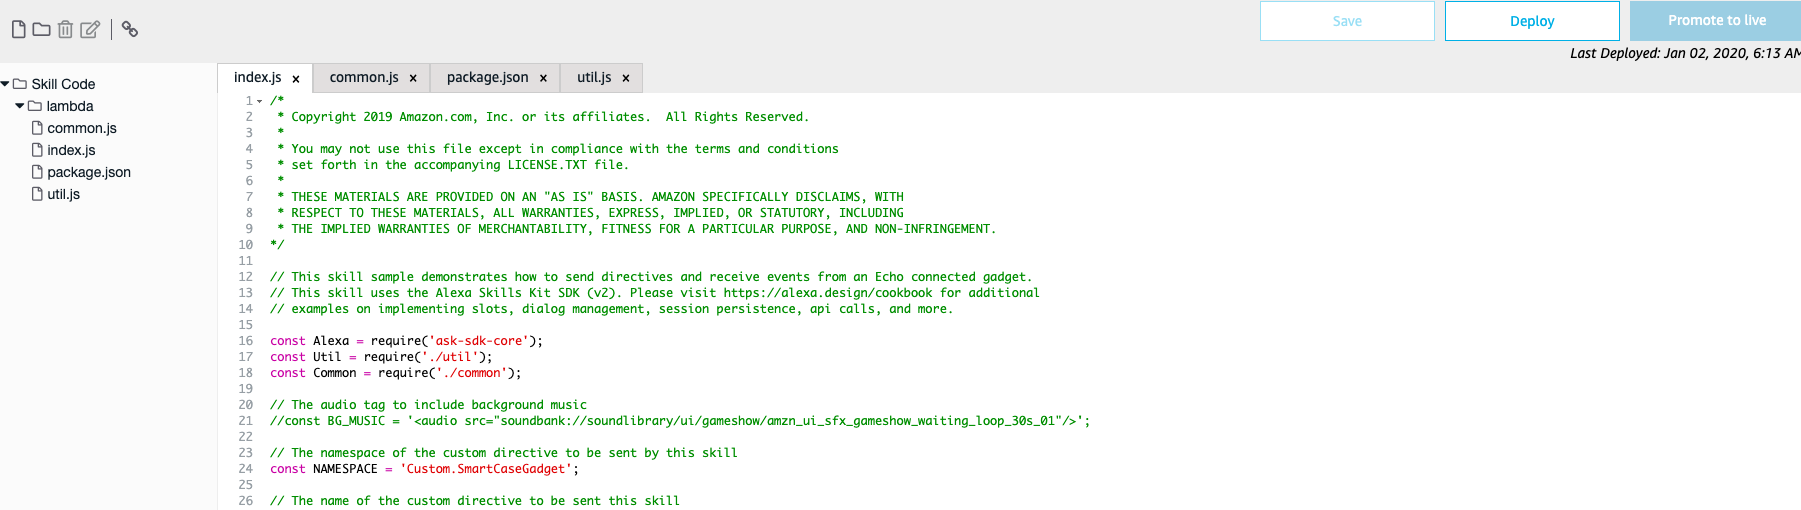 Save
Deploy
Promote to live
Last Deployed: Jan 02, 2020, 6:13 AM
Skill Code
lambda
common.js
index.js
package.json
util.js
index.js x common.js x package.json x util.js x
1 /*
2 * Copyright 2019 Amazon.com, Inc. or its affiliates.  All Rights Reserved.
3 *
4 * You may not use this file except in compliance with the terms and conditions
5 * set forth in the accompanying LICENSE.TXT file.
6 *
7 * THESE MATERIALS ARE PROVIDED ON AN "AS IS" BASIS. AMAZON SPECIFICALLY DISCLAIMS, WITH
8 * RESPECT TO THESE MATERIALS, ALL WARRANTIES, EXPRESS, IMPLIED, OR STATUTORY, INCLUDING
9 * THE IMPLIED WARRANTIES OF MERCHANTABILITY, FITNESS FOR A PARTICULAR PURPOSE, AND NON-INFRINGEMENT.
10 */
11
12 // This skill sample demonstrates how to send directives and receive events from an Echo connected gadget.
13 // This skill uses the Alexa Skills Kit SDK (v2). Please visit https://alexa.design/cookbook for additional
14 // examples on implementing slots, dialog management, session persistence, api calls, and more.
15
16 const Alexa = require('ask-sdk-core');
17 const Util = require('./util');
18 const Common = require('./common');
19
20 // The audio tag to include background music
21 //const BG_MUSIC = '<audio src="soundbank://soundlibrary/ui/gameshow/amzn_ui_sfx_gameshow_waiting_loop_30s_01"/>';
22
23 // The namespace of the custom directive to be sent by this skill
24 const NAMESPACE = 'Custom.SmartCaseGadget';
25
26 // The name of the custom directive to be sent this skill